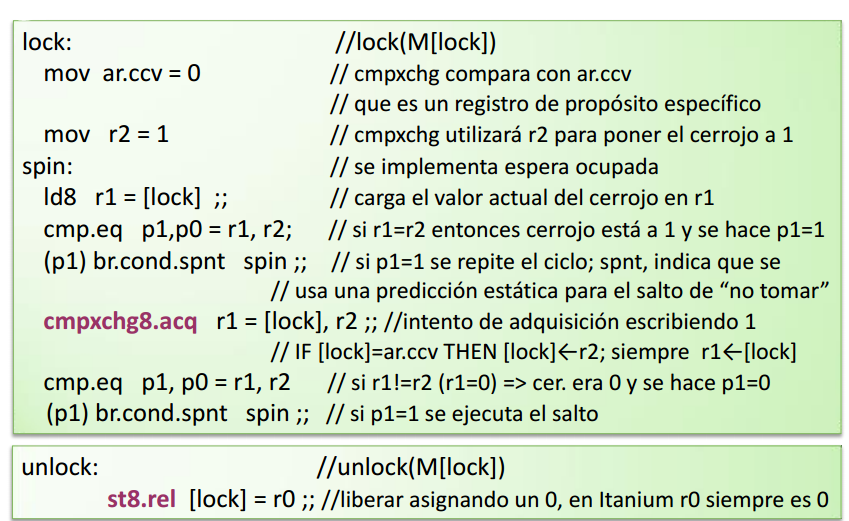 lock: //lock(M[lock])
mov ar.ccv = 0 // cmpxchg compara con ar.ccv
// que es un registro de propósito específico
mov r2 = 1 // cmpxchg utilizará r2 para poner el cerrojo a 1
spin: // se implementa espera ocupada
ld8 r1 = [lock] ;; // carga el valor actual del cerrojo en r1
cmp.eq p1,p0 = r1, r2; // si r1=r2 entonces cerrojo está a 1 y se hace p1=1
(p1) br.cond.spnt spin ;; // si p1=1 se repite el ciclo; spnt, indica que se
// usa una predicción estática para el salto de “no tomar”
cmpxchg8.acq r1 = [lock], r2 ;; //intento de adquisición escribiendo 1
// IF [lock]=ar.ccv THEN [lock]←r2; siempre r1←[lock]
cmp.eq p1, p0 = r1, r2 // si r1!=r2 (r1=0) => cer. era 0 y se hace p1=0
(p1) br.cond.spnt spin ;; // si p1=1 se ejecuta el salto
unlock: //unlock(M[lock])
st8.rel [lock] = r0 ;; //liberar asignando un 0, en Itanium r0 siempre es 0